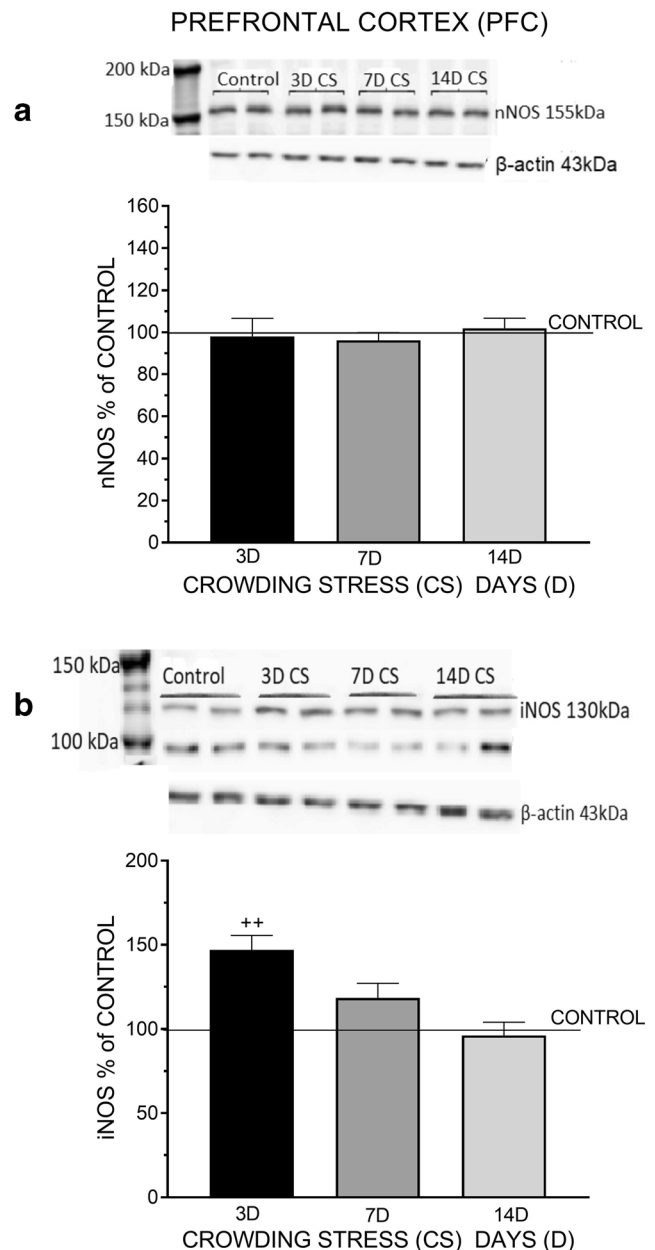 PREFRONTAL CORTEX (PFC)
a
200 kDa
Control 3D CS 7D CS 14D CS
150 kDa
nNOS 155kDa
β-actin 43kDa
160
140
120
100
80
60
40
20
0
nNOS % of CONTROL
CONTROL
3D 7D 14D
CROWDING STRESS (CS) DAYS (D)
b
150 kDa
Control 3D CS 7D CS 14D CS
iNOS 130kDa
100 kDa
β-actin 43kDa
200
150
100
50
0
iNOS % of CONTROL
++
CONTROL
3D 7D 14D
CROWDING STRESS (CS) DAYS (D)